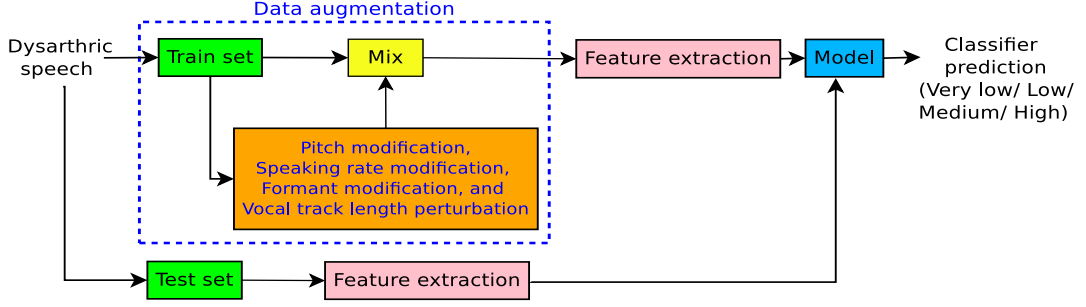 Data augmentation
Dysarthric
speech
Train set
Mix
Feature extraction
Model
Classifier
prediction
(Very low/ Low/
Medium/ High)
Pitch modification,
Speaking rate modification,
Formant modification, and
Vocal track length perturbation
Test set
Feature extraction